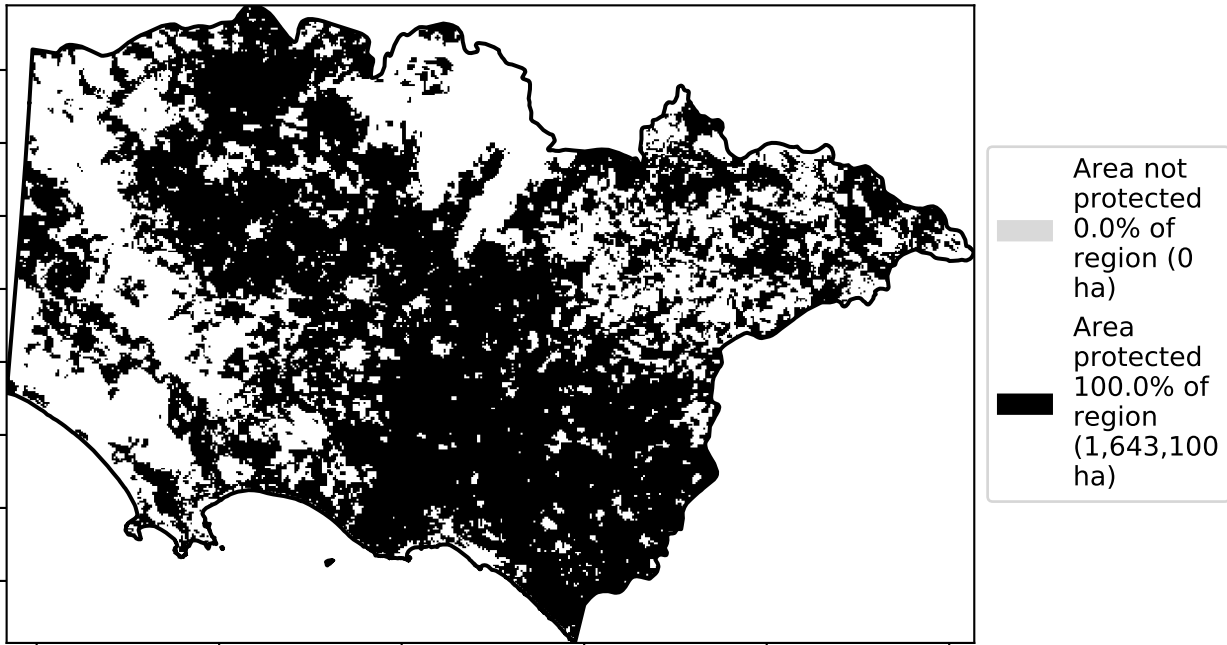 Area not
protected
0.0% of
region (0
ha)
Area
protected
100.0% of
region
(1,643,100
ha)